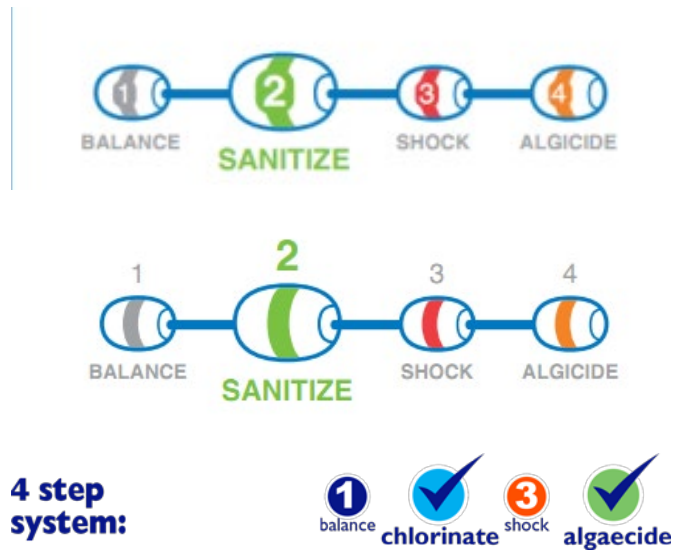 1 2 3 4
BALANCE SANITIZE SHOCK ALGICIDE
1 2 3 4
BALANCE SANITIZE SHOCK ALGICIDE
4 step
system:
1 3
balance chlorinate shock algaecide